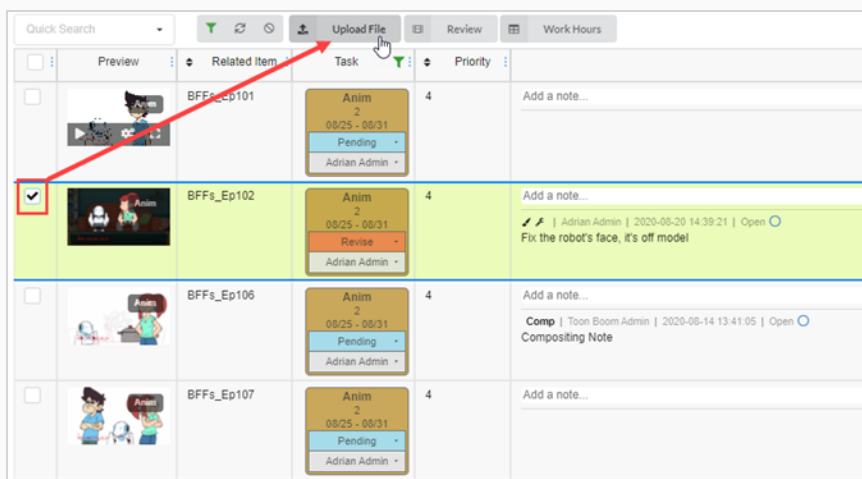 Quick Search
Upload File
Review
Work Hours
Preview
Related Item
Task
Priority
Anim
BFFs_Ep101
Anim
2
08/25 - 08/31
Pending
Adrian Admin
4
Add a note...
Anim
BFFs_Ep102
Anim
2
08/25 - 08/31
Revise
Adrian Admin
4
Add a note...
| Adrian Admin | 2020-08-20 14:39:21 | Open
Fix the robot's face, it's off model
Anim
BFFs_Ep106
Anim
2
08/25 - 08/31
Pending
Adrian Admin
4
Add a note...
Comp | Toon Boom Admin | 2020-08-14 13:41:05 | Open
Compositing Note
Anim
BFFs_Ep107
Anim
2
08/25 - 08/31
Pending
Adrian Admin
4
Add a note...